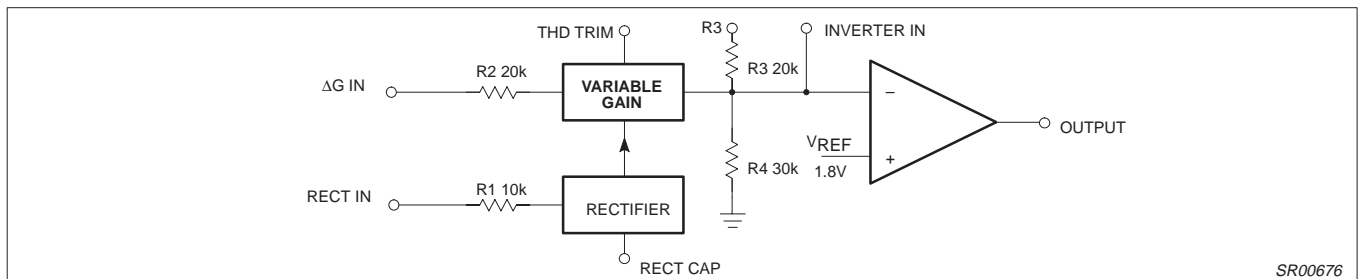 THD TRIM
R3
INVERTER IN
ΔG IN
R2 20k
VARIABLE
GAIN
R3 20k
−
OUTPUT
VREF
1.8V
+
R4 30k
RECT IN
R1 10k
RECTIFIER
RECT CAP
SR00676